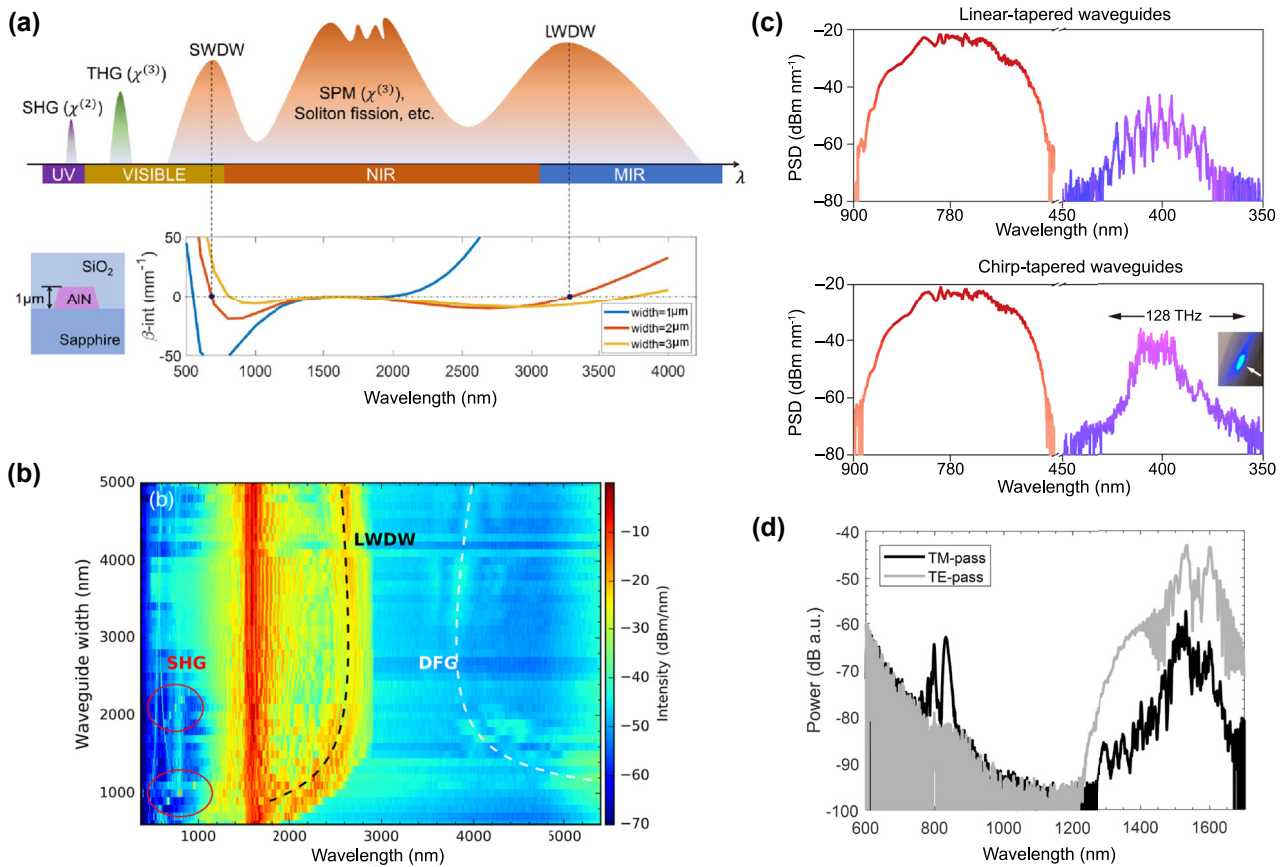 (a)
LWDW
SWDW
THG (χ⁽³⁾)
SHG (χ⁽²⁾)
SPM (χ⁽³⁾),
Soliton fission, etc.
UV VISIBLE NIR MIR λ
SiO₂
1μm
AlN
Sapphire
β-int (mm⁻¹)
50
0
-50
width=1μm
width=2μm
width=3μm
500 1000 1500 2000 2500 3000 3500 4000
Wavelength (nm)
(b)
(b)
Waveguide width (nm)
5000
4000
3000
2000
1000
LWDW
SHG
DFG
1000 2000 3000 4000 5000
Wavelength (nm)
−10
−20
−30
−40
−50
−60
−70
Intensity (dBm/nm)
(c)
Linear-tapered waveguides
PSD (dBm nm⁻¹)
−20
−40
−60
−80
900 780 450 400 350
Wavelength (nm)
Chirp-tapered waveguides
PSD (dBm nm⁻¹)
−20
−40
−60
−80
128 THz
900 780 450 400 350
Wavelength (nm)
(d)
Power (dB a.u.)
-40
-50
-60
-70
-80
-90
-100
TM-pass
TE-pass
600 800 1000 1200 1400 1600
Wavelength (nm)